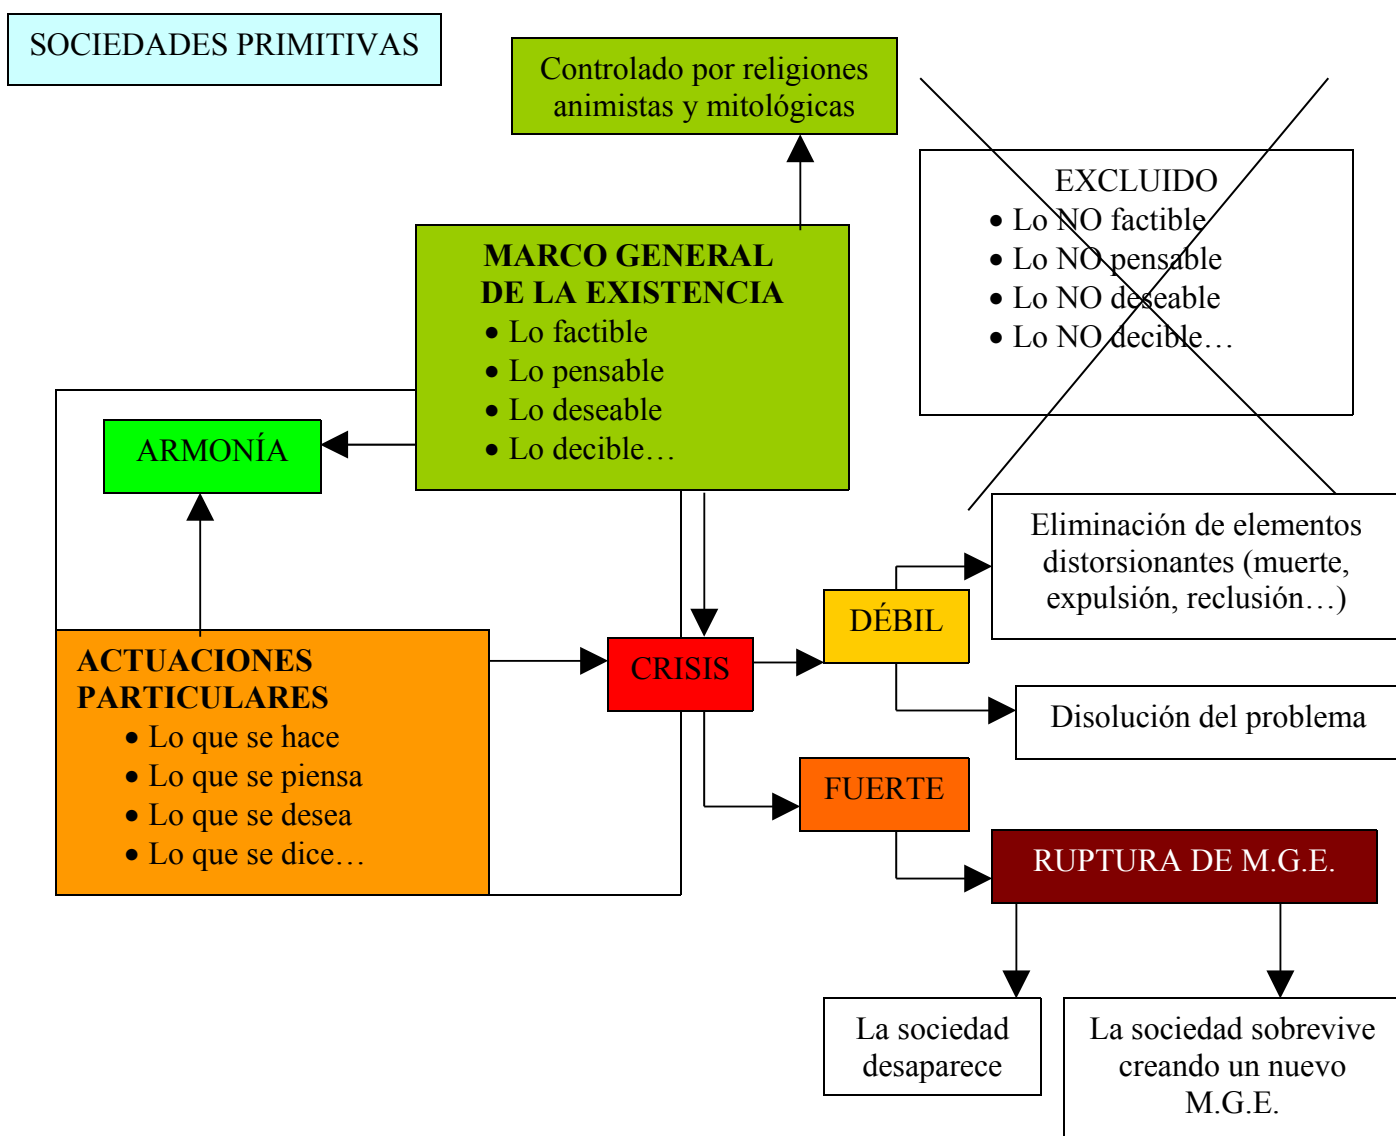 SOCIEDADES PRIMITIVAS
Controlado por religiones
animistas y mitológicas
EXCLUIDO
• Lo NO factible
• Lo NO pensable
• Lo NO deseable
• Lo NO decible…
MARCO GENERAL
DE LA EXISTENCIA
• Lo factible
• Lo pensable
• Lo deseable
• Lo decible…
ARMONÍA
Eliminación de elementos
distorsionantes (muerte,
expulsión, reclusión…)
DÉBIL
ACTUACIONES
PARTICULARES
• Lo que se hace
• Lo que se piensa
• Lo que se desea
• Lo que se dice…
CRISIS
Disolución del problema
FUERTE
RUPTURA DE M.G.E.
La sociedad
desaparece
La sociedad sobrevive
creando un nuevo
M.G.E.